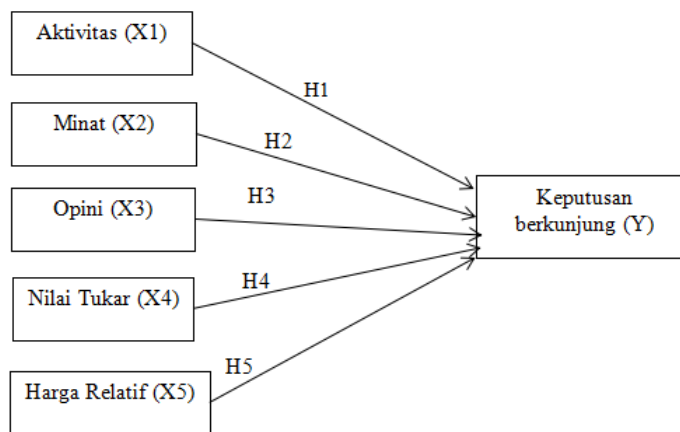 Aktivitas (X1)
H1
Minat (X2)
H2
Opini (X3)
H3
Keputusan
berkunjung (Y)
Nilai Tukar (X4)
H4
Harga Relatif (X5)
H5